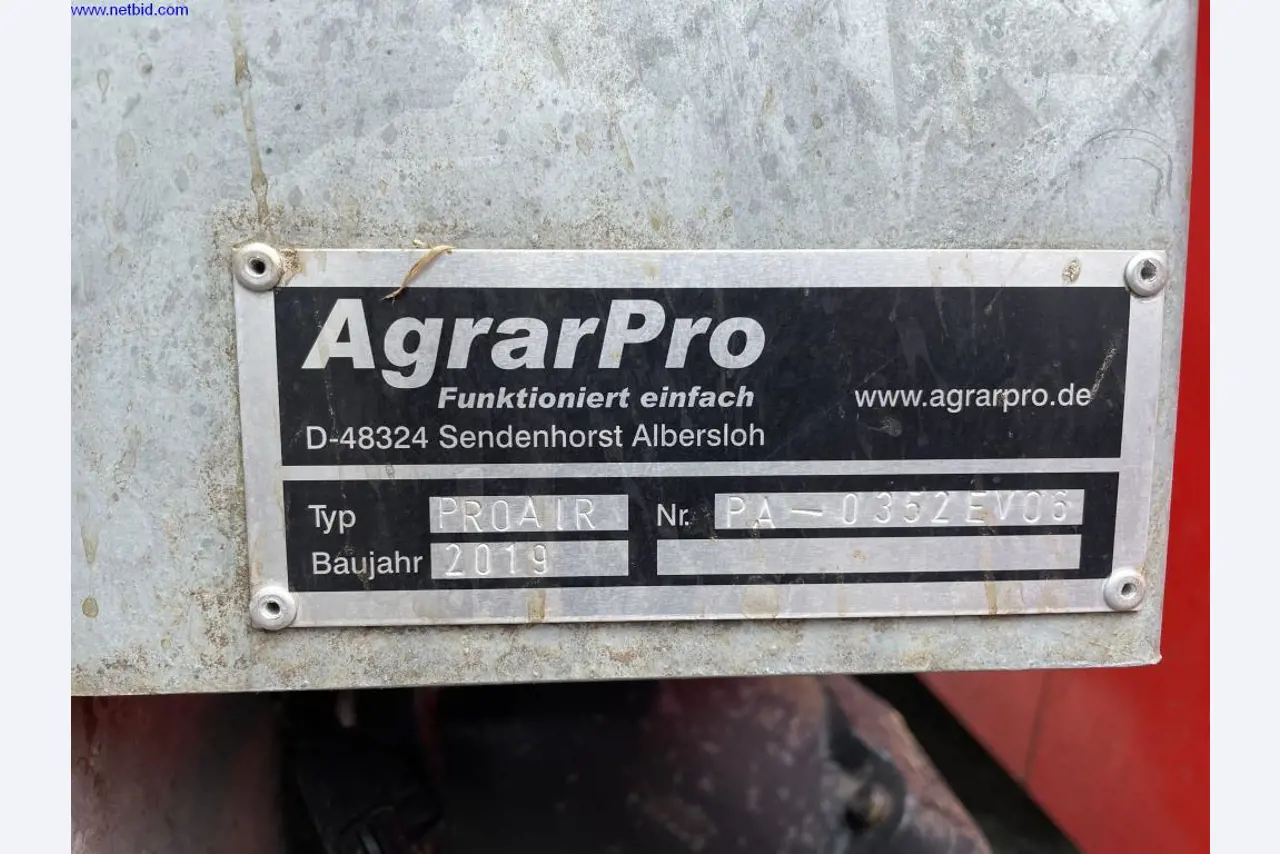 www.netbid.com
AgrarPro
Funktioniert einfach
www.agrarpro.de
D-48324 Sendenhorst Albersloh
Typ PROAIR Nr. PA-0352EV06
Baujahr 2019